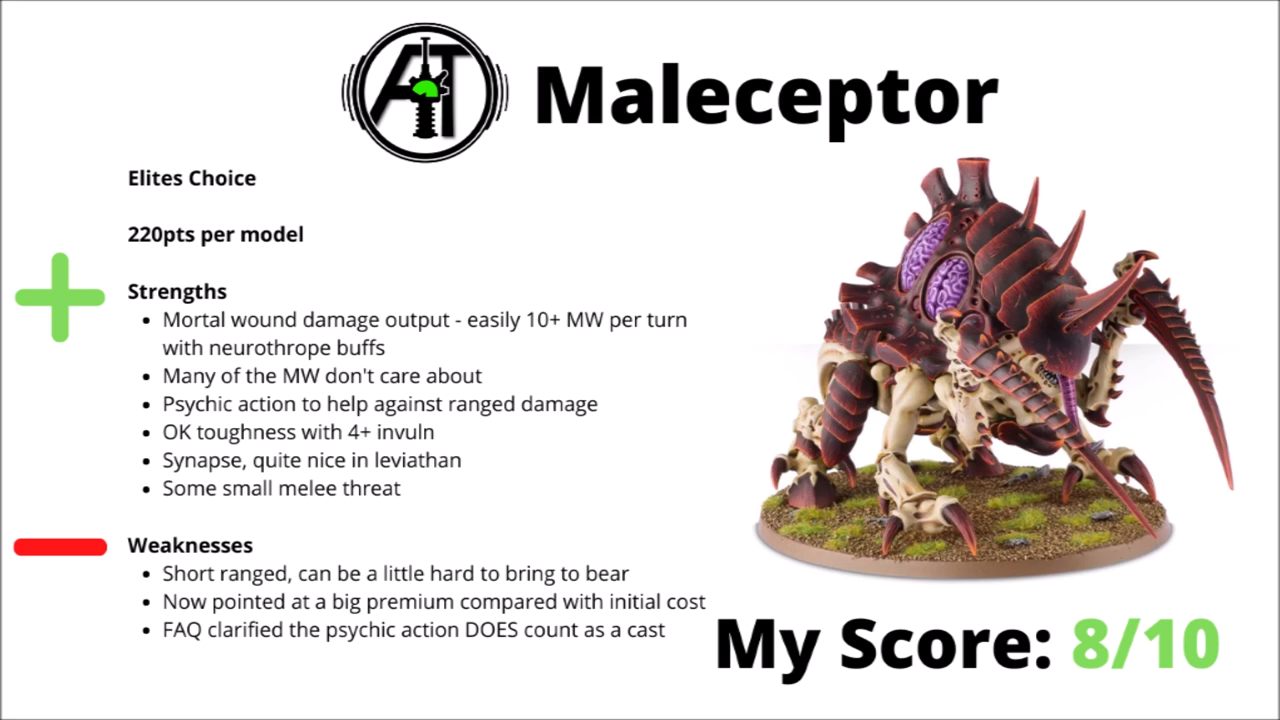 AT
Maleceptor
Elites Choice
220pts per model
Strengths
• Mortal wound damage output - easily 10+ MW per turn
with neurothrope buffs
• Many of the MW don't care about
• Psychic action to help against ranged damage
• OK toughness with 4+ invuln
• Synapse, quite nice in leviathan
• Some small melee threat
Weaknesses
• Short ranged, can be a little hard to bring to bear
• Now pointed at a big premium compared with initial cost
• FAQ clarified the psychic action DOES count as a cast
My Score: 8/10